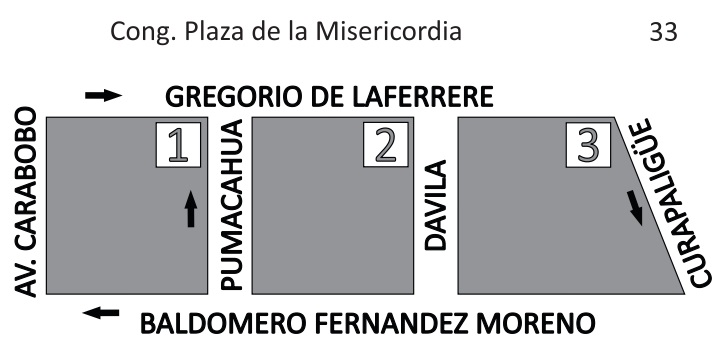 Cong. Plaza de la Misericordia 33
GREGORIO DE LAFERRERE
AV. CARABOBO
1
PUMACAHUA
2
DAVILA
3
CURAPALIGÜE
BALDOMERO FERNANDEZ MORENO